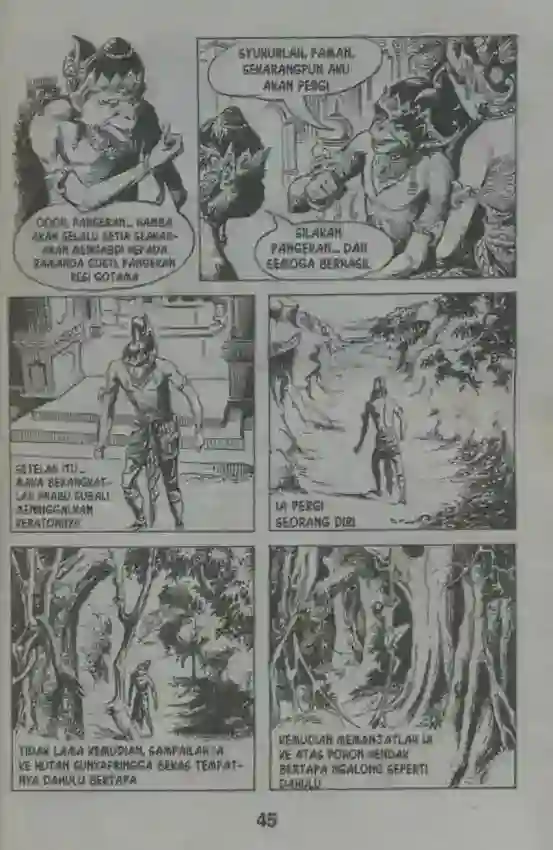 ODOH, PANGERAN... HAMBA
AKAN SELALU SETIA SEAKAN-
AKAN MENGABDI KEPADA
RAMANDA GUSTI PANGERAN
RESI GOTAMA
SYUKURLAH, PAMAN.
SEKARANGPUN AKU
AKAN PERGI
SILAKAN
PANGERAN... DAN
SEMOGA BERHASIL
SETELAH ITU...
MAKA BERANGKAT-
LAH PRABU SUBALI
MENINGGALKAN
KERATONNYA
IA PERGI
SEORANG DIRI
TIDAK LAMA KEMUDIAN, SAMPAILAH IA
KE HUTAN SUNYAPRINGGA BEKAS TEMPAT-
NYA DAHULU BERTAPA
KEMUDIAN MEMANJATLAH IA
KE ATAS POHON HENDAK
BERTAPA NGALONG SEPERTI
DAHULU
45